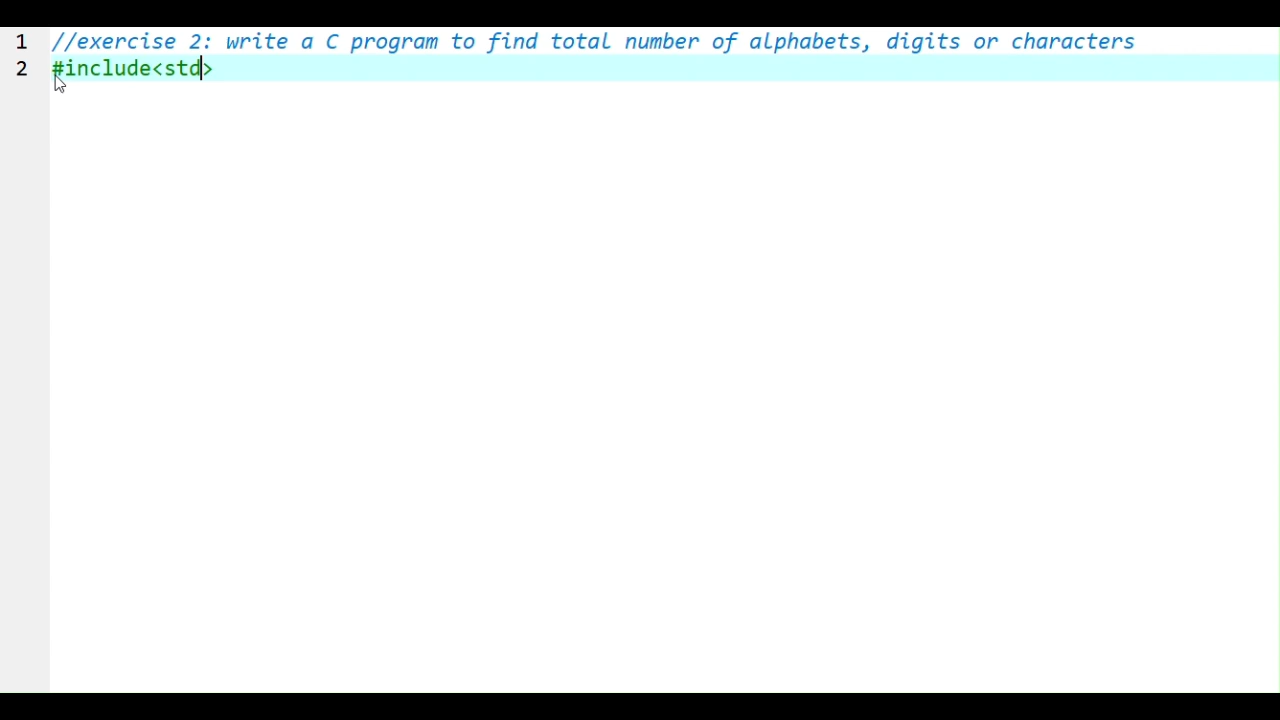 1 //exercise 2: write a C program to find total number of alphabets, digits or characters
2 #include<std>